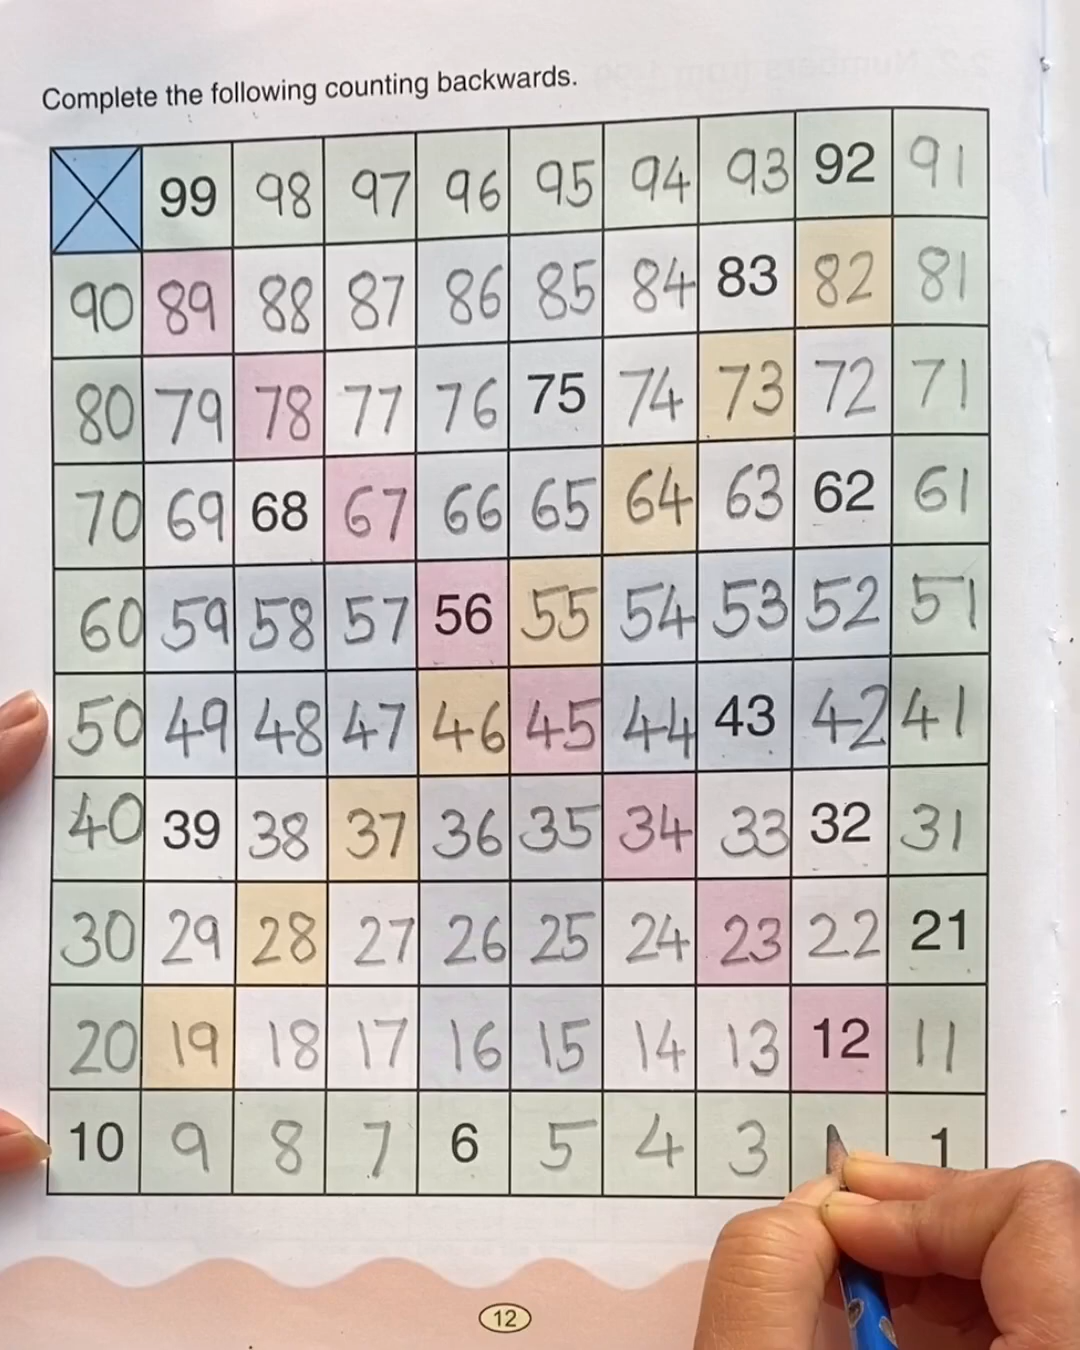 Complete the following counting backwards.
99 98 97 96 95 94 93 92 91
90 89 88 87 86 85 84 83 82 81
80 79 78 77 76 75 74 73 72 71
70 69 68 67 66 65 64 63 62 61
60 59 58 57 56 55 54 53 52 51
50 49 48 47 46 45 44 43 42 41
40 39 38 37 36 35 34 33 32 31
30 29 28 27 26 25 24 23 22 21
20 19 18 17 16 15 14 13 12 11
10 9 8 7 6 5 4 3 1
12